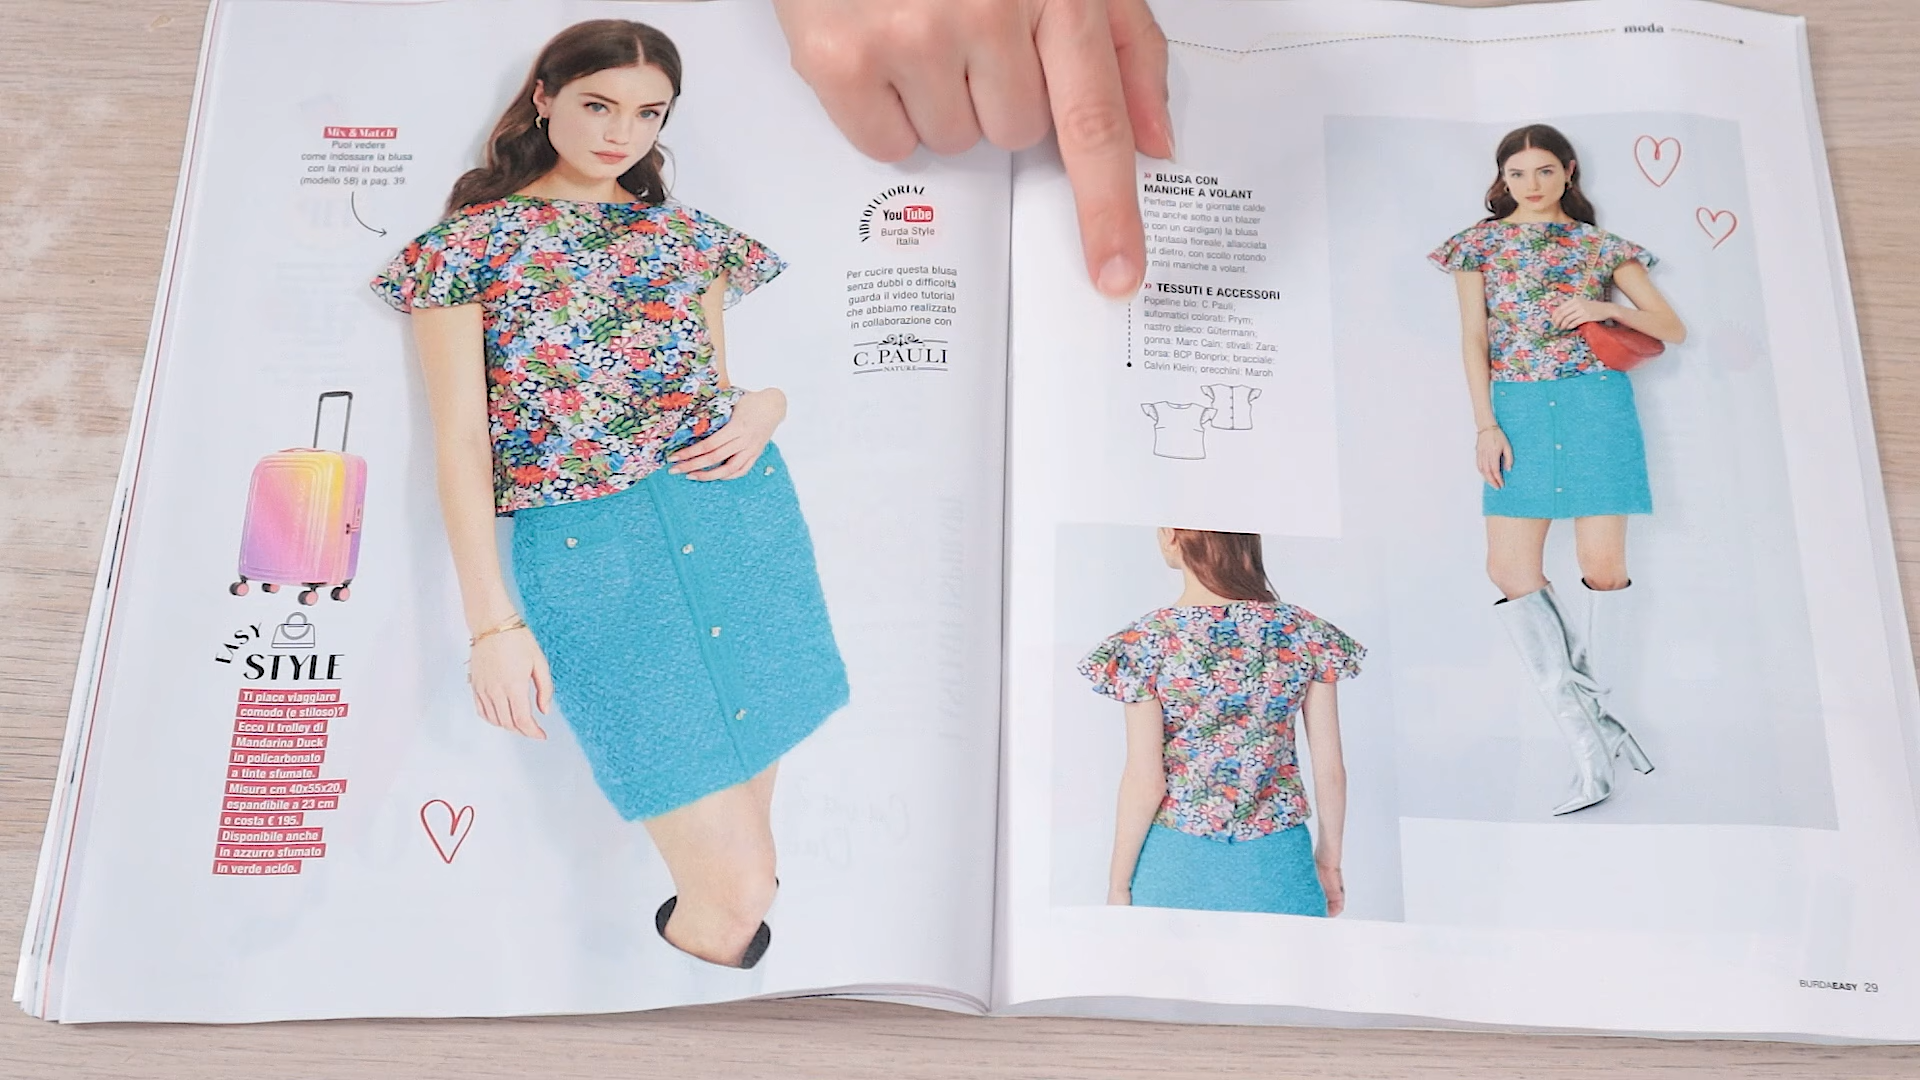 Mix & Match
Puoi vedere
come indossare la blusa
con la mini in bouclé
(modello 5B) a pag. 39.
VIDEOTUTORIAL
YouTube
Burda Style
Italia
Per cucire questa blusa
senza dubbi o difficoltà
guarda il video tutorial
che abbiamo realizzato
in collaborazione con
C.PAULI
NATURE
EASY
STYLE
Ti piace viaggiare
comodo (e stiloso)?
Ecco il trolley di
Mandarina Duck
in policarbonato
a tinte sfumate.
Misura cm 40x55x20,
espandibile a 23 cm
e costa € 195.
Disponibile anche
in azzurro sfumato
in verde acido.
moda
» BLUSA CON
MANICHE A VOLANT
Perfetta per le giornate calde
(ma anche sotto a un blazer
o con un cardigan) la blusa
in fantasia floreale, allacciata
sul dietro, con scollo rotondo
mini maniche a volant.
» TESSUTI E ACCESSORI
Popeline bio: C.Pauli;
automatici colorati: Prym;
nastro sbieco: Gütermann;
gonna: Marc Cain; stivali: Zara;
borsa: BCP Bonprix; bracciale:
Calvin Klein; orecchini: Maroh
BURDAEASY 29